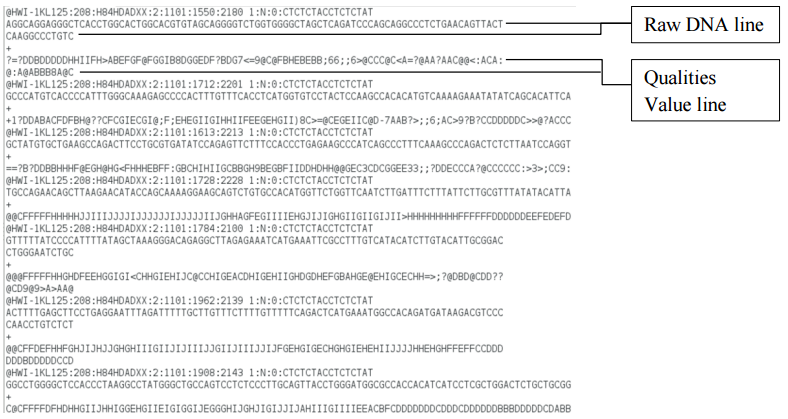 @HWI-1KL125:208:H84HDADXX:2:1101:1550:2180 1:N:0:CTCTCTACCTCTCTAT
AGGCAGGAGGGCTCACCTGGCACTGGCACGTGTAGCAGGGGTCTGGTGGGGCTAGCTCAGATCCCAGCAGGCCCTCTGAACAGTTACT
CAAGGCCCTGTC
+
?=?DDBDDDDDHHIIFH>ABEFGF@FGGIB8DGGEDF?BDG7<=9@C@FBHEBEBB;66;;6>@CCC@C<A=?@AA?AAC@@<:ACA:
@:A@ABBB8A@C
@HWI-1KL125:208:H84HDADXX:2:1101:1712:2201 1:N:0:CTCTCTACCTCTCTAT
GCCCATGTCACCCCATTTGGGCAAAGAGCCCCACTTTGTTTCACCTCATGGTGTCCTACTCCAAGCCACACATGTCAAAAGAAATATATCAGCACATTCA
+
+1?DDABACFDFBH@??CFCGIECGI@;F;EHEGIIGIHHIIFEEGEHGII)8C>=@CEGEIIC@D-7AAB?>;;6;AC>9?B?CCDDDDDC>>@?ACCC
@HWI-1KL125:208:H84HDADXX:2:1101:1613:2213 1:N:0:CTCTCTACCTCTCTAT
GCTATGTGCTGAAGCCAGACTTCCTGCGTGATATCCAGAGTTCTTTCCACCCTGAGAAGCCCATCAGCCCTTTCAAAGCCCAGACTCTCTTAATCCAGGT
+
==?B?DDBBHHHF@EGH@HG<FHHHEBFF:GBCHIHIIGCBBGH9BEGBFIIDDHDHH@@GEC3CDCGGEE33;;?DDECCCA?@CCCCCC:>3>;CC9:
@HWI-1KL125:208:H84HDADXX:2:1101:1728:2228 1:N:0:CTCTCTACCTCTCTAT
TGCCAGAACAGCTTAAGAACATACCAGCAAAAGGAAGCAGTCTGTGCCACATGGTTCTGGTTCAATCTTGATTTCTTTATTCTTGCGTTTATATACATTA
+
@@CFFFFFHHHHHJJIIIJJJJIJJJJJJIJJJJJIIJGHHAGFEGIIIIEHGJIJIGHGIIGIIGIJII>HHHHHHHHHFFFFFFDDDDDDEEFEDEFD
@HWI-1KL125:208:H84HDADXX:2:1101:1784:2100 1:N:0:CTCTCTACCTCTCTAT
GTTTTTATCCCCATTTTATAGCTAAAGGGACAGAGGCTTAGAGAAATCATGAAATTCGCCTTTGTCATACATCTTGTACATTGCGGAC
CTGGGAATCTGC
+
@@@FFFFFHHGHDFEEHGGIGI<CHHGIEHIJC@CCHIGEACDHIGEHIIGHDGDHEFGBAHGE@EHIGCECHH=>;?@DBD@CDD??
@CD9@9>A>AA@
@HWI-1KL125:208:H84HDADXX:2:1101:1962:2139 1:N:0:CTCTCTACCTCTCTAT
ACTTTTGAGCTTCCTGAGGAATTTAGATTTTTGCTTGTTTCTTTTGTTTTTCAGACTCATGAAATGGCCACAGATGATAAGACGTCCC
CAACCTGTCTCT
+
@@CFFDEFHHFGHJIJHJJGHGHIIIGIIJIJIIIJJGIIJIIIJJIJFGEHGIGECHGHGIEHEHIIJJJJHHEHGHFFEFFCCDDD
DDDBDDDDDCCD
@HWI-1KL125:208:H84HDADXX:2:1101:1908:2143 1:N:0:CTCTCTACCTCTCTAT
GGCCTGGGGCTCCACCCTAAGGCCTATGGGCTGCCAGTCCTCTCCCTTGCAGTTACCTGGGATGGCGCCACCACATCATCCTCGCTGGACTCTGCTGCGG
+
C@CFFFFDFHDHHGIIJHHIGGEHGIIEIGIGGIJEGGGHIJGHJIGIJJIJAHIIIGIIIIEEACBFCDDDDDDDCDDDCDDDDDDBBBDDDDDCDABB
Raw DNA line
Qualities
Value line